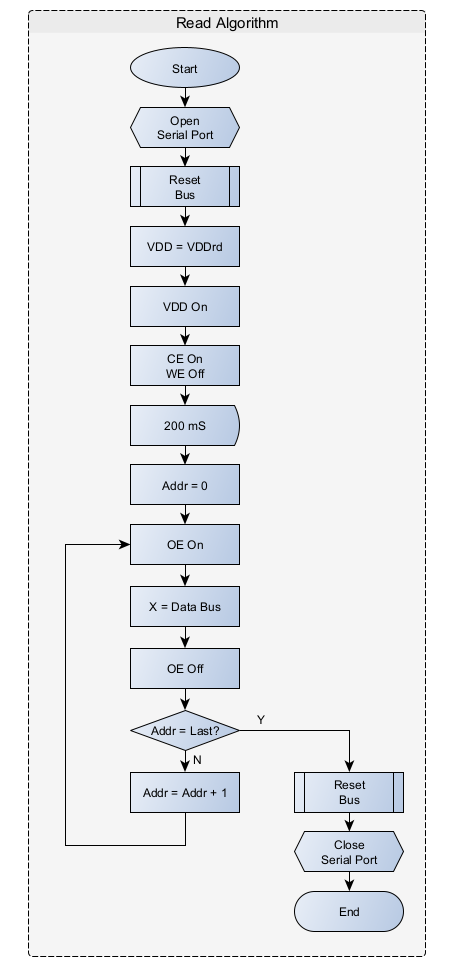 Read Algorithm
Start
Open
Serial Port
Reset
Bus
VDD = VDDrd
VDD On
CE On
WE Off
200 mS
Addr = 0
OE On
X = Data Bus
OE Off
Addr = Last?
Y
N
Addr = Addr + 1
Reset
Bus
Close
Serial Port
End